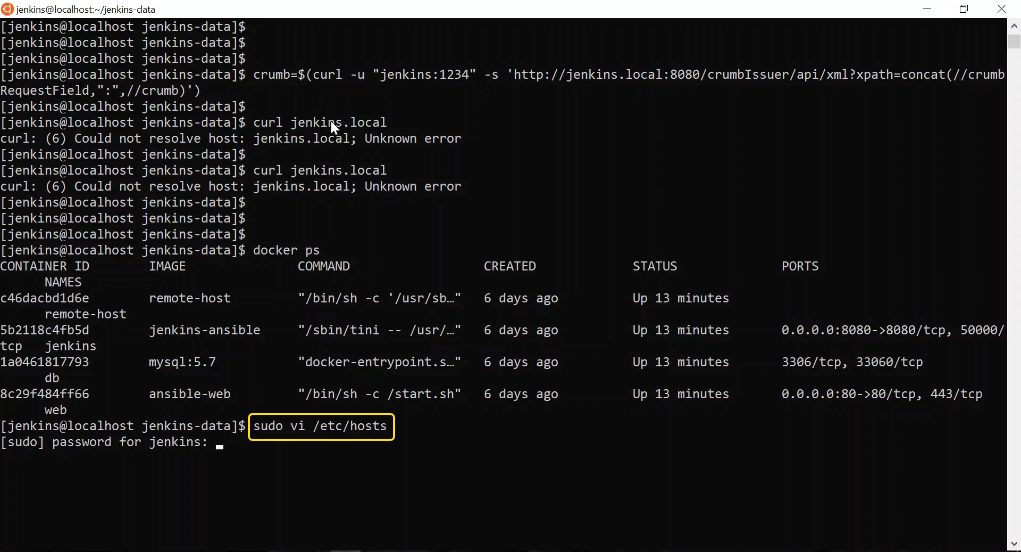 jenkins@localhost:~/jenkins-data
[jenkins@localhost jenkins-data]$
[jenkins@localhost jenkins-data]$
[jenkins@localhost jenkins-data]$
[jenkins@localhost jenkins-data]$ crumb=$(curl -u "jenkins:1234" -s 'http://jenkins.local:8080/crumbIssuer/api/xml?xpath=concat(//crumb
RequestField,":",//crumb)')
[jenkins@localhost jenkins-data]$
[jenkins@localhost jenkins-data]$ curl jenkins.local
curl: (6) Could not resolve host: jenkins.local; Unknown error
[jenkins@localhost jenkins-data]$
[jenkins@localhost jenkins-data]$ curl jenkins.local
curl: (6) Could not resolve host: jenkins.local; Unknown error
[jenkins@localhost jenkins-data]$
[jenkins@localhost jenkins-data]$
[jenkins@localhost jenkins-data]$
[jenkins@localhost jenkins-data]$ docker ps
CONTAINER ID IMAGE COMMAND CREATED STATUS PORTS
NAMES
c46dacbd1d6e remote-host "/bin/sh -c '/usr/sb…" 6 days ago Up 13 minutes
remote-host
5b2118c4fb5d jenkins-ansible "/sbin/tini -- /usr/…" 6 days ago Up 13 minutes 0.0.0.0:8080->8080/tcp, 50000/
tcp jenkins
1a0461817793 mysql:5.7 "docker-entrypoint.s…" 6 days ago Up 13 minutes 3306/tcp, 33060/tcp
db
8c29f484ff66 ansible-web "/bin/sh -c /start.sh" 6 days ago Up 13 minutes 0.0.0.0:80->80/tcp, 443/tcp
web
[jenkins@localhost jenkins-data]$ sudo vi /etc/hosts
[sudo] password for jenkins: